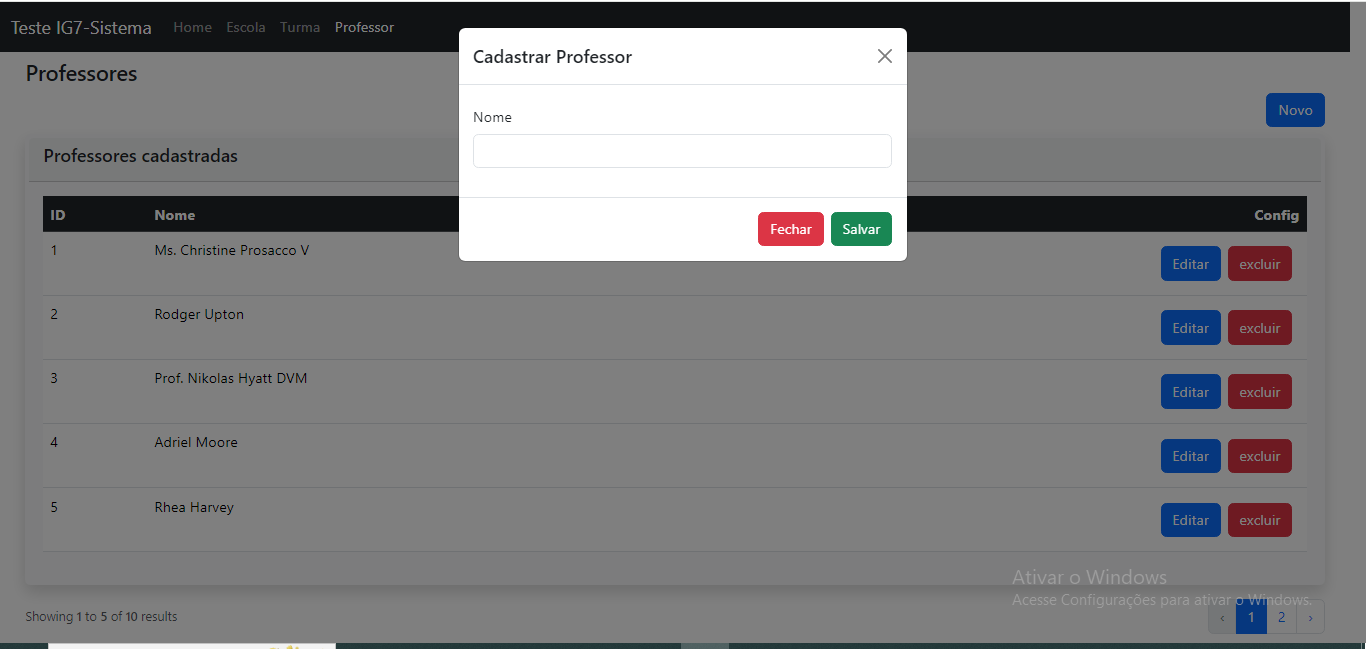 Teste IG7-Sistema Home Escola Turma Professor
Cadastrar Professor
Nome
Fechar Salvar
Professores
Novo
Professores cadastradas
ID Nome Config
1 Ms. Christine Prosacco V Editar excluir
2 Rodger Upton Editar excluir
3 Prof. Nikolas Hyatt DVM Editar excluir
4 Adriel Moore Editar excluir
5 Rhea Harvey Editar excluir
Ativar o Windows
Acesse Configurações para ativar o Windows.
Showing 1 to 5 of 10 results ‹ 1 2 ›